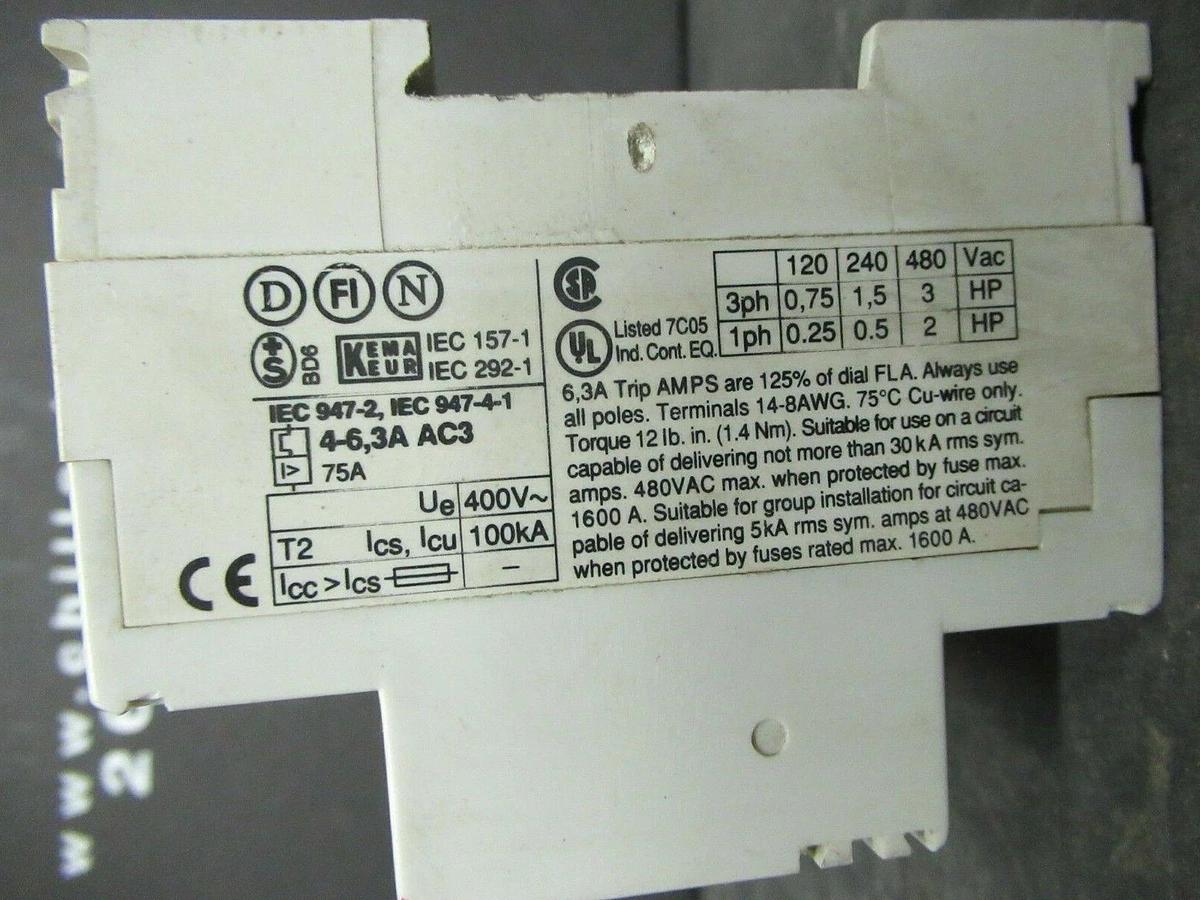 D FI N
+S BD6 KEMA KEUR IEC 157-1
IEC 292-1
IEC 947-2, IEC 947-4-1
4-6,3A AC3
I> 75A
Ue 400V~
T2 Ics, Icu 100kA
Icc >Ics –
CE
SA
UL Listed 7C05
Ind. Cont. EQ.
120 240 480 Vac
3ph 0,75 1,5 3 HP
1ph 0.25 0.5 2 HP
6,3A Trip AMPS are 125% of dial FLA. Always use
all poles. Terminals 14-8AWG. 75°C Cu-wire only.
Torque 12 lb. in. (1.4 Nm). Suitable for use on a circuit
capable of delivering not more than 30 kA rms sym.
amps. 480VAC max. when protected by fuse max.
1600 A. Suitable for group installation for circuit ca-
pable of delivering 5kA rms sym. amps at 480VAC
when protected by fuses rated max. 1600 A.